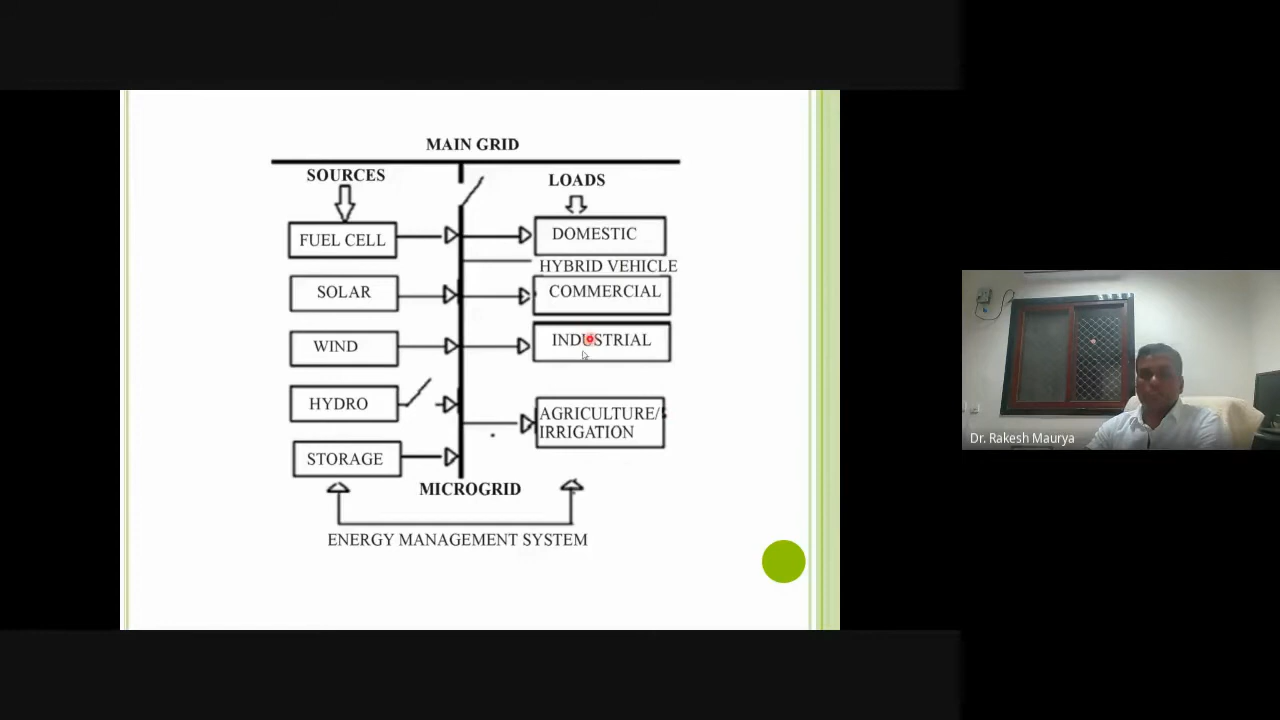 MAIN GRID
SOURCES
LOADS
FUEL CELL
DOMESTIC
HYBRID VEHICLE
SOLAR
COMMERCIAL
WIND
INDUSTRIAL
HYDRO
AGRICULTURE/
IRRIGATION
STORAGE
MICROGRID
ENERGY MANAGEMENT SYSTEM
Dr. Rakesh Maurya